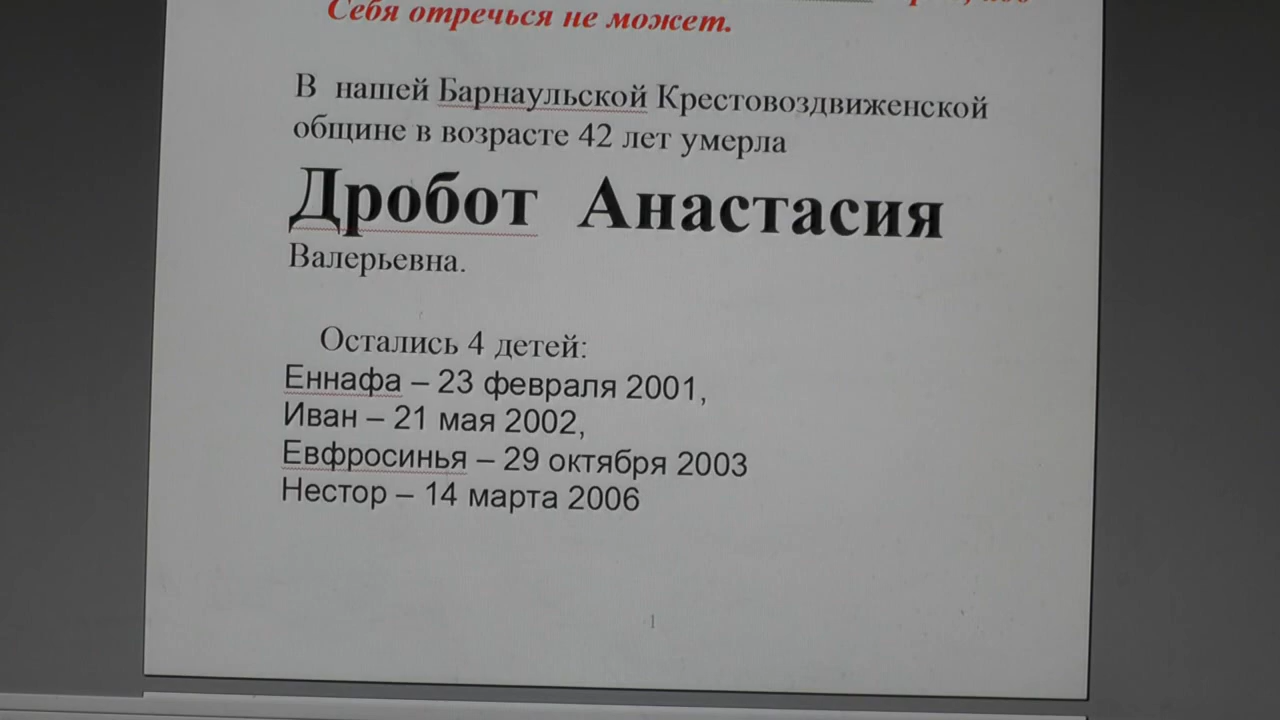 Себя отречься не может.
В нашей Барнаульской Крестовоздвиженской
общине в возрасте 42 лет умерла
Дробот Анастасия
Валерьевна.
Остались 4 детей:
Еннафа – 23 февраля 2001,
Иван – 21 мая 2002,
Евфросинья – 29 октября 2003
Нестор – 14 марта 2006
1